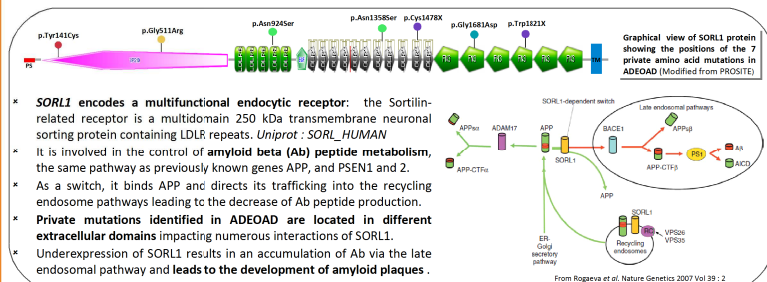 p.Tyr141Cys
p.Gly511Arg
p.Asn924Ser
p.Asn1358Ser
p.Cys1478X
p.Gly1681Asp
p.Trp1821X
PS
TM
Graphical view of SORL1 protein
showing the positions of the 7
private amino acid mutations in
ADEOAD (Modified from PROSITE)
SORL1 encodes a multifunctional endocytic receptor: the Sortilin-
related receptor is a multidomain 250 kDa transmembrane neuronal
sorting protein containing LDLR repeats. Uniprot : SORL_HUMAN
It is involved in the control of amyloid beta (Ab) peptide metabolism,
the same pathway as previously known genes APP, and PSEN1 and 2.
As a switch, it binds APP and directs its trafficking into the recycling
endosome pathways leading to the decrease of Ab peptide production.
Private mutations identified in ADEOAD are located in different
extracellular domains impacting numerous interactions of SORL1.
Underexpression of SORL1 results in an accumulation of Ab via the late
endosomal pathway and leads to the development of amyloid plaques .
SORL1-dependent switch
Late endosomal pathways
APPsα
ADAM17
APP
SORL1
BACE1
APPsβ
APP-CTFα
APP-CTFβ
PS1
Aβ
AICD
APP
SORL1
RC
VPS26
VPS35
Recycling
endosomes
ER-
Golgi
secretory
pathway
From Rogaeva et al. Nature Genetics 2007 Vol 39 : 2